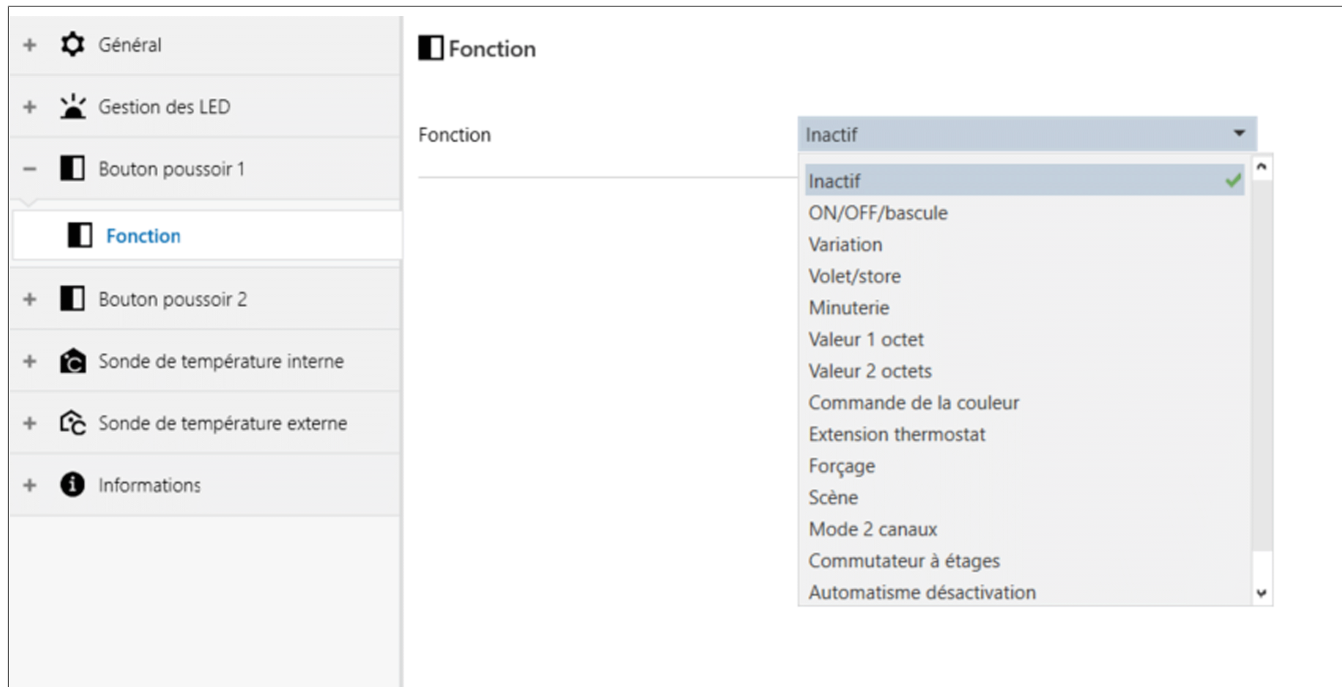 Général
Gestion des LED
Bouton poussoir 1
Fonction
Bouton poussoir 2
Sonde de température interne
Sonde de température externe
Informations
Fonction
Fonction
Inactif
Inactif
ON/OFF/bascule
Variation
Volet/store
Minuterie
Valeur 1 octet
Valeur 2 octets
Commande de la couleur
Extension thermostat
Forçage
Scène
Mode 2 canaux
Commutateur à étages
Automatisme désactivation